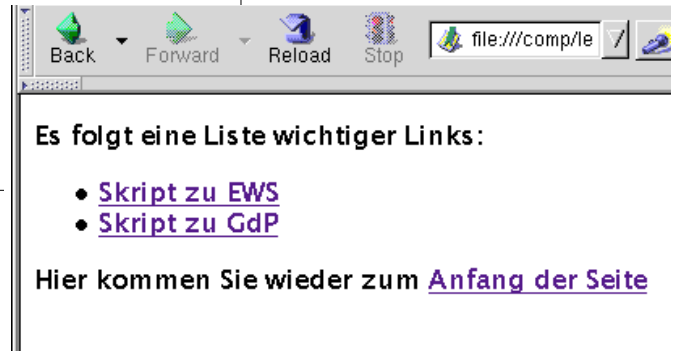 Back Forward Reload Stop file:///comp/le
Es folgt eine Liste wichtiger Links:
• Skript zu EWS
• Skript zu GdP
Hier kommen Sie wieder zum Anfang der Seite